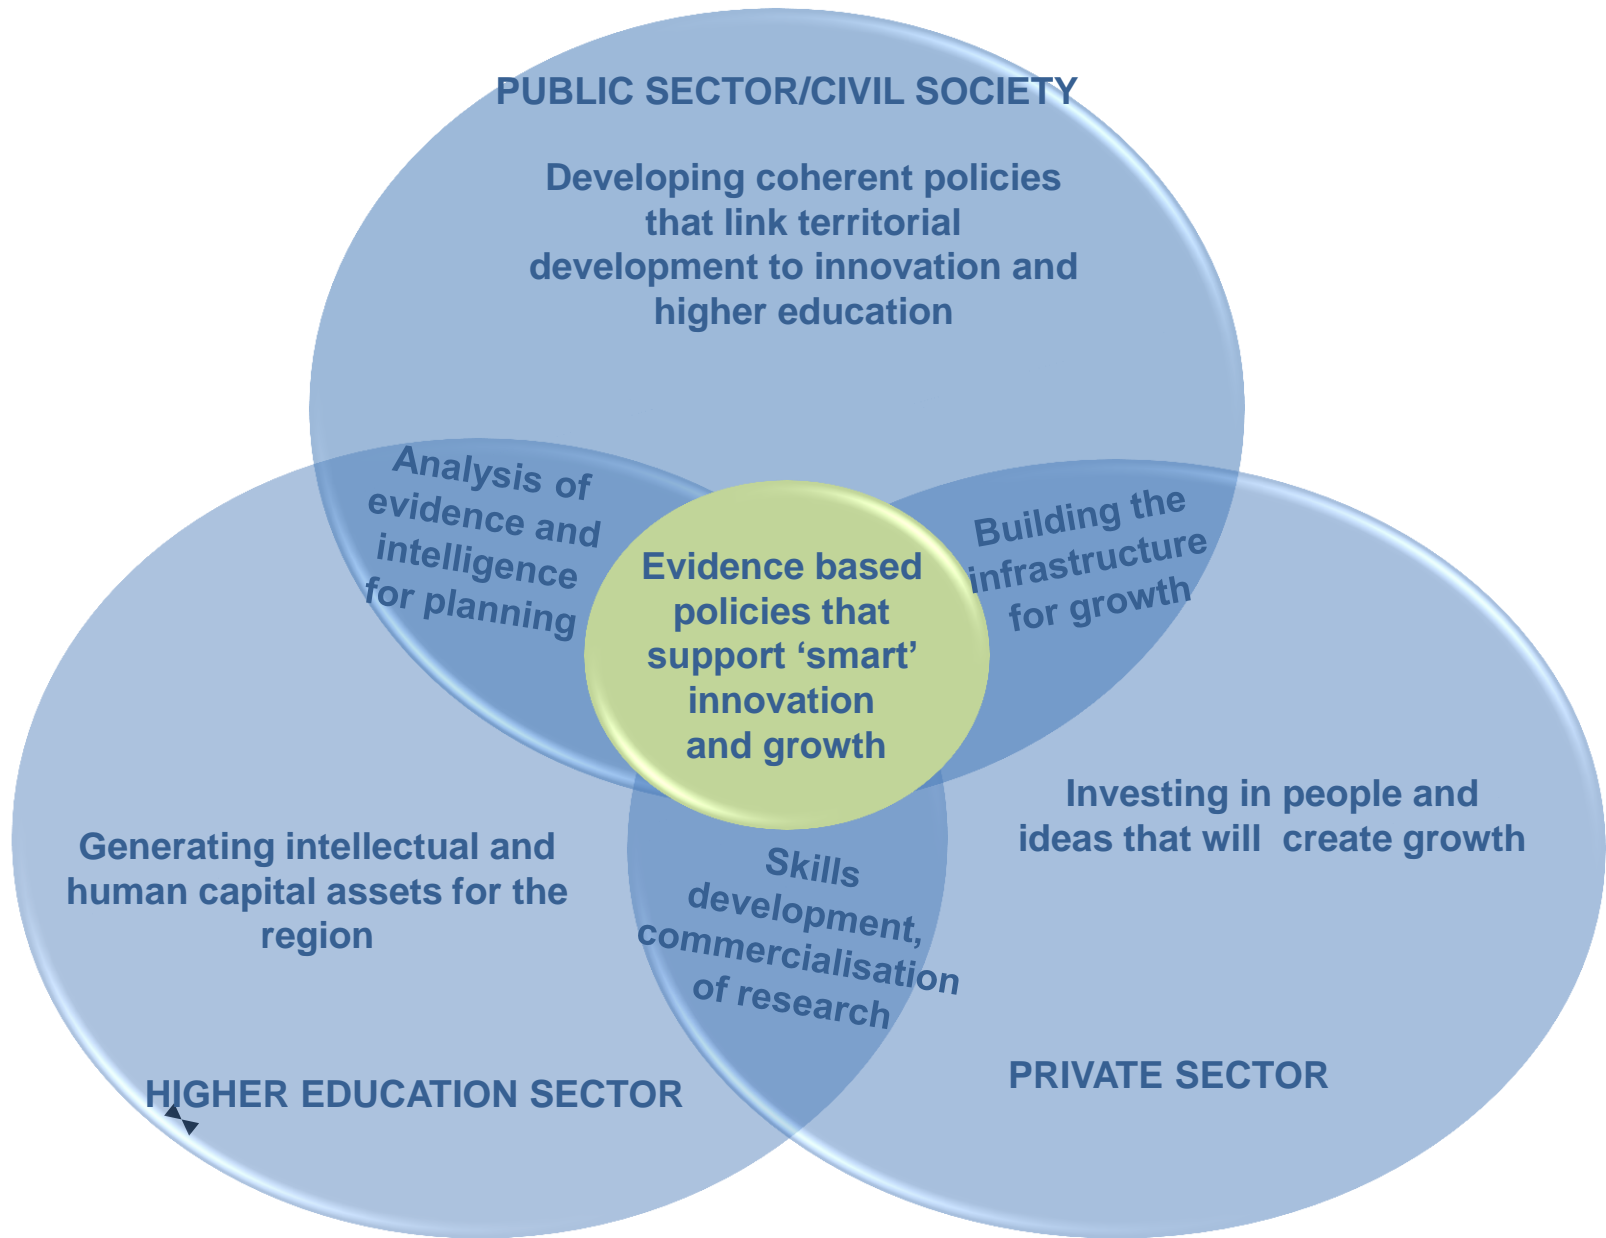 PUBLIC SECTOR/CIVIL SOCIETY
Developing coherent policies
that link territorial
development to innovation and
higher education
Analysis of
evidence and
intelligence
for planning
Building the
infrastructure
for growth
Evidence based
policies that
support ‘smart’
innovation
and growth
Generating intellectual and
human capital assets for the
region
Investing in people and
ideas that will  create growth
Skills
development,
commercialisation
of research
HIGHER EDUCATION SECTOR
PRIVATE SECTOR